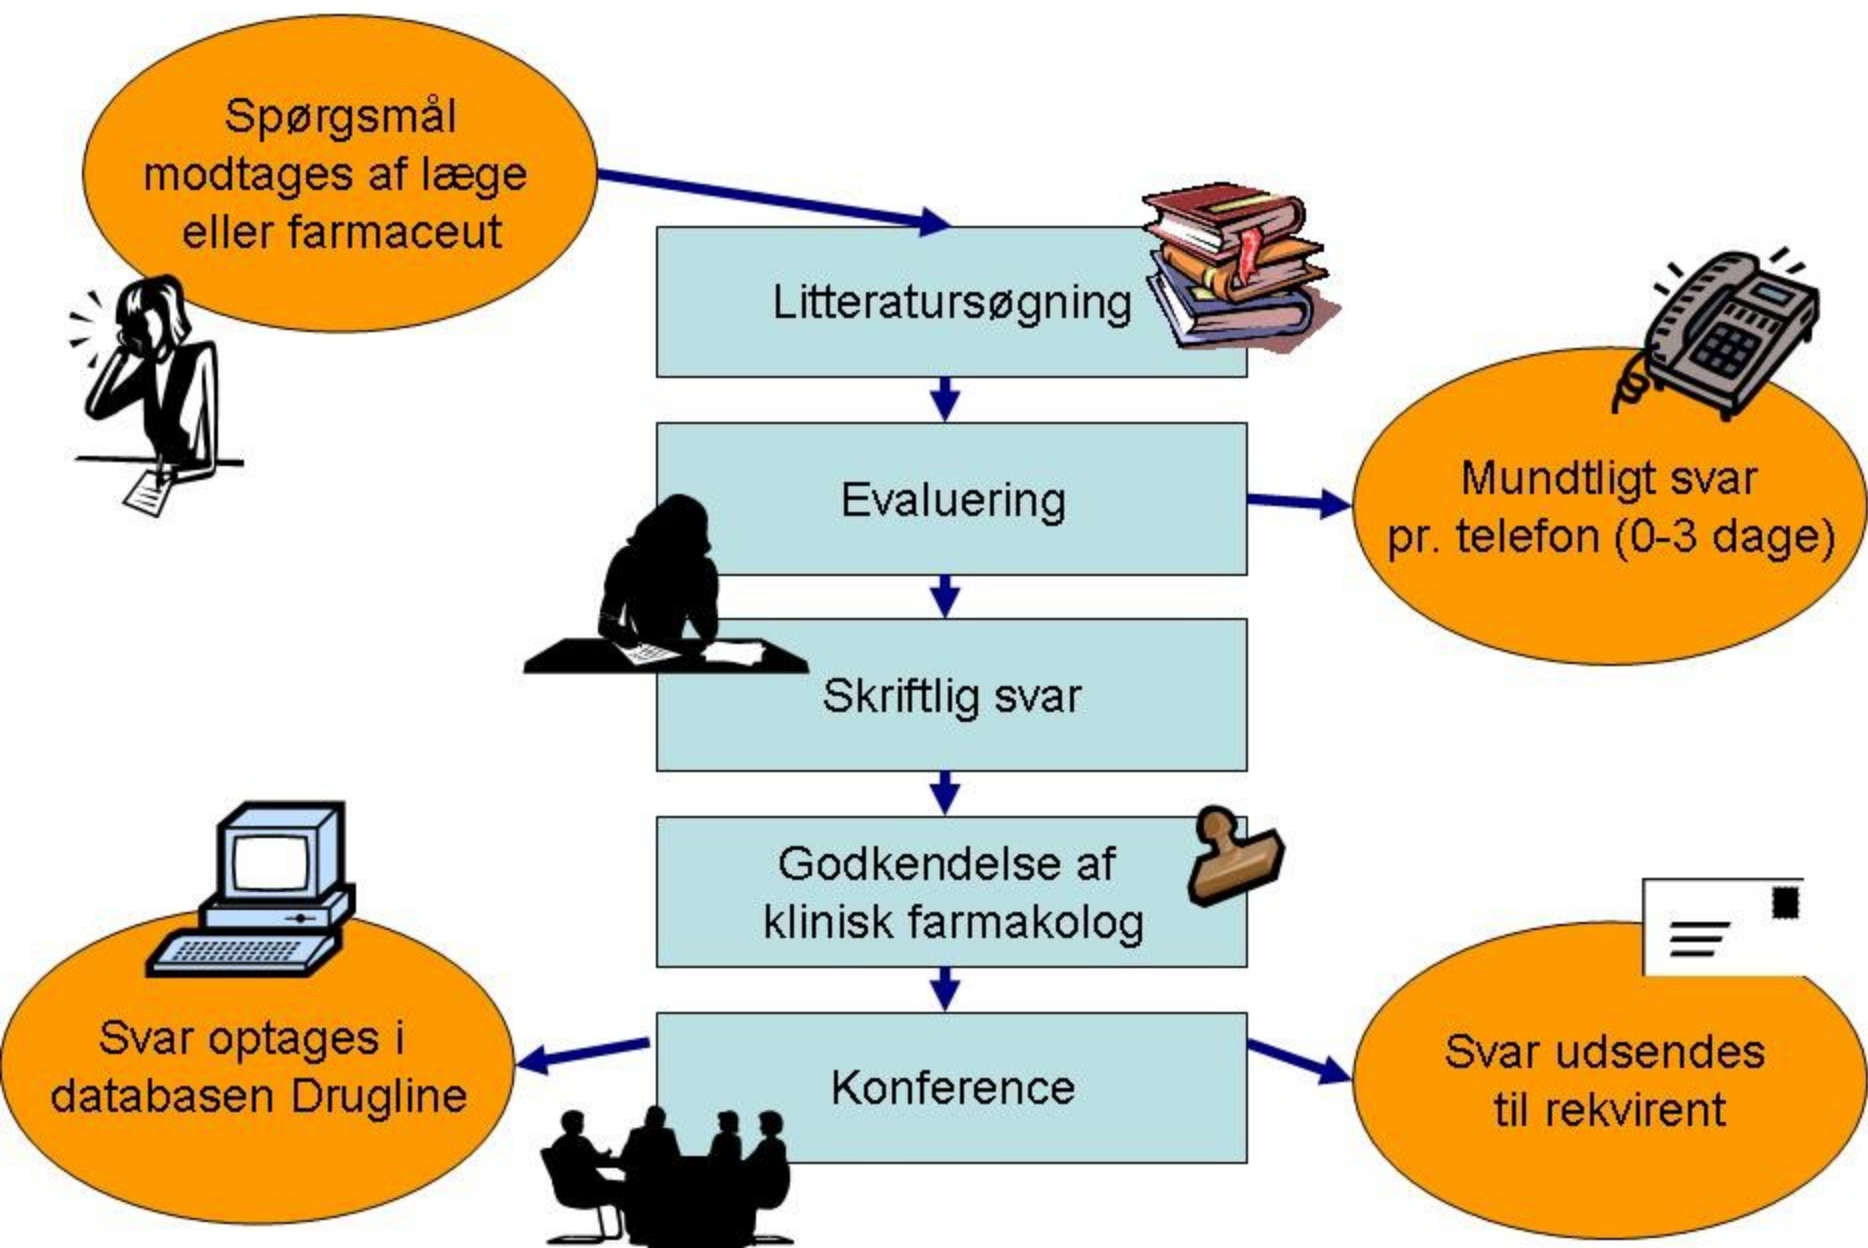 Spørgsmål
modtages af læge
eller farmaceut
Litteratursøgning
Evaluering
Mundtligt svar
pr. telefon (0-3 dage)
Skriftlig svar
Godkendelse af
klinisk farmakolog
Konference
Svar optages i
databasen Drugline
Svar udsendes
til rekvirent